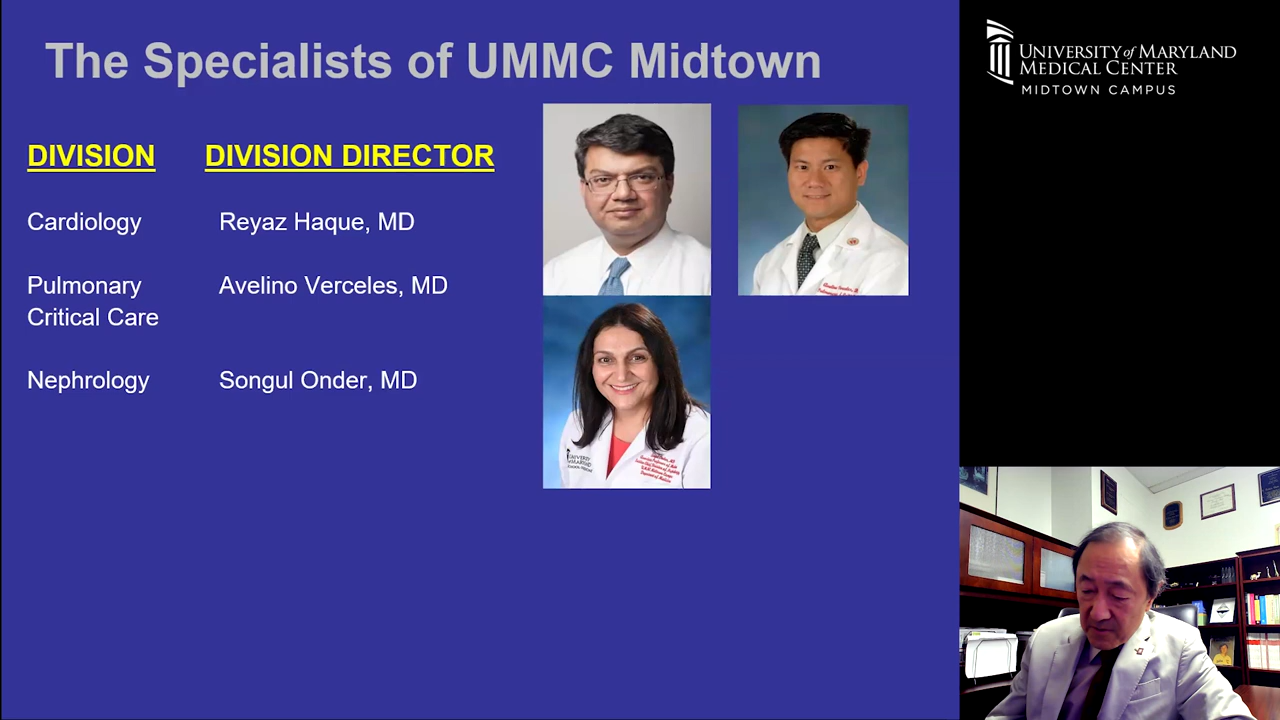 The Specialists of UMMC Midtown
UNIVERSITY of MARYLAND
MEDICAL CENTER
MIDTOWN CAMPUS
DIVISION DIVISION DIRECTOR
Cardiology Reyaz Haque, MD
Pulmonary Avelino Verceles, MD
Critical Care
Nephrology Songul Onder, MD